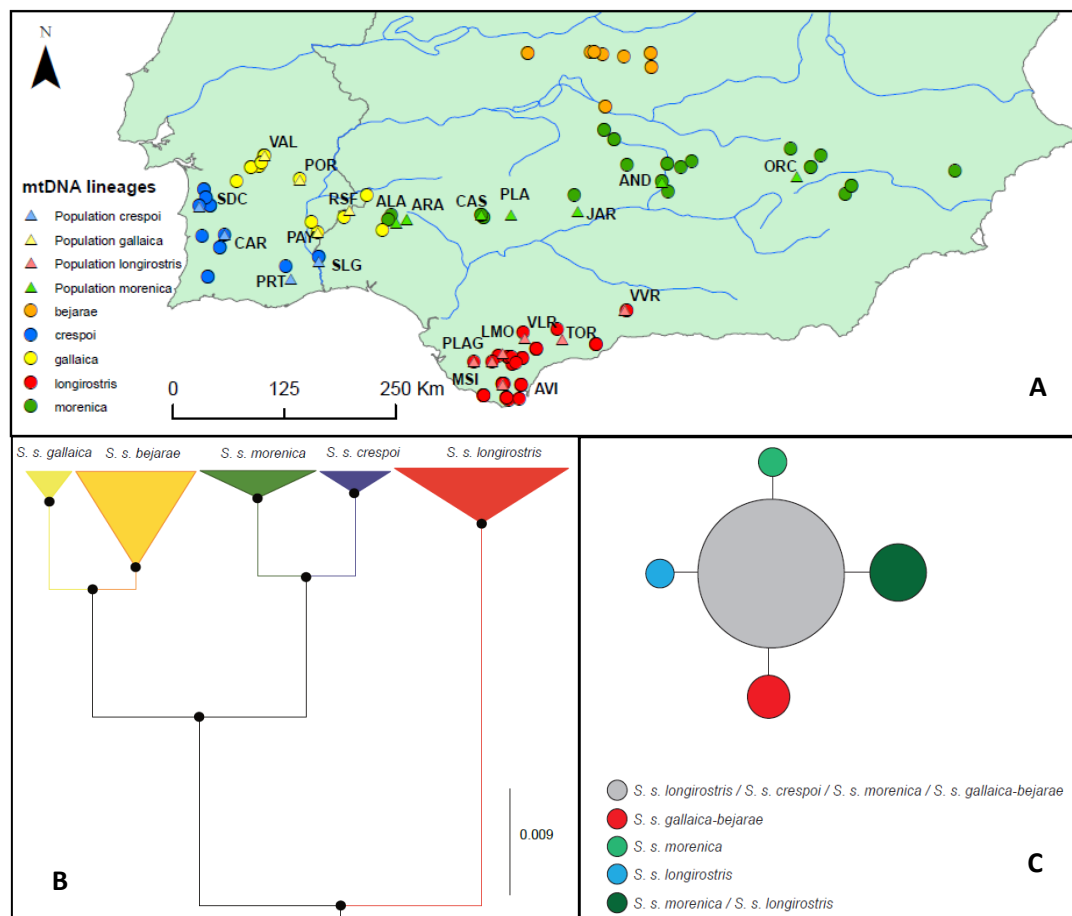 N
VAL
POR
ORC
mtDNA lineages
SDC
RSF
ALA
ARA
CAS
PLA
AND
JAR
Population crespoi
Population gallaica
CAR
PAY
Population longirostris
SLG
Population morenica
PRT
bejarae
VVR
crespoi
LMO
VLR
TOR
gallaica
PLAG
longirostris
MSI
AVI
morenica
0 125 250 Km
A
S. s. gallaica
S. s. bejarae
S. s. morenica
S. s. crespoi
S. s. longirostris
0.009
B
S. s. longirostris / S. s. crespoi / S. s. morenica / S. s. gallaica-bejarae
S. s. gallaica-bejarae
S. s. morenica
S. s. longirostris
S. s. morenica / S. s. longirostris
C